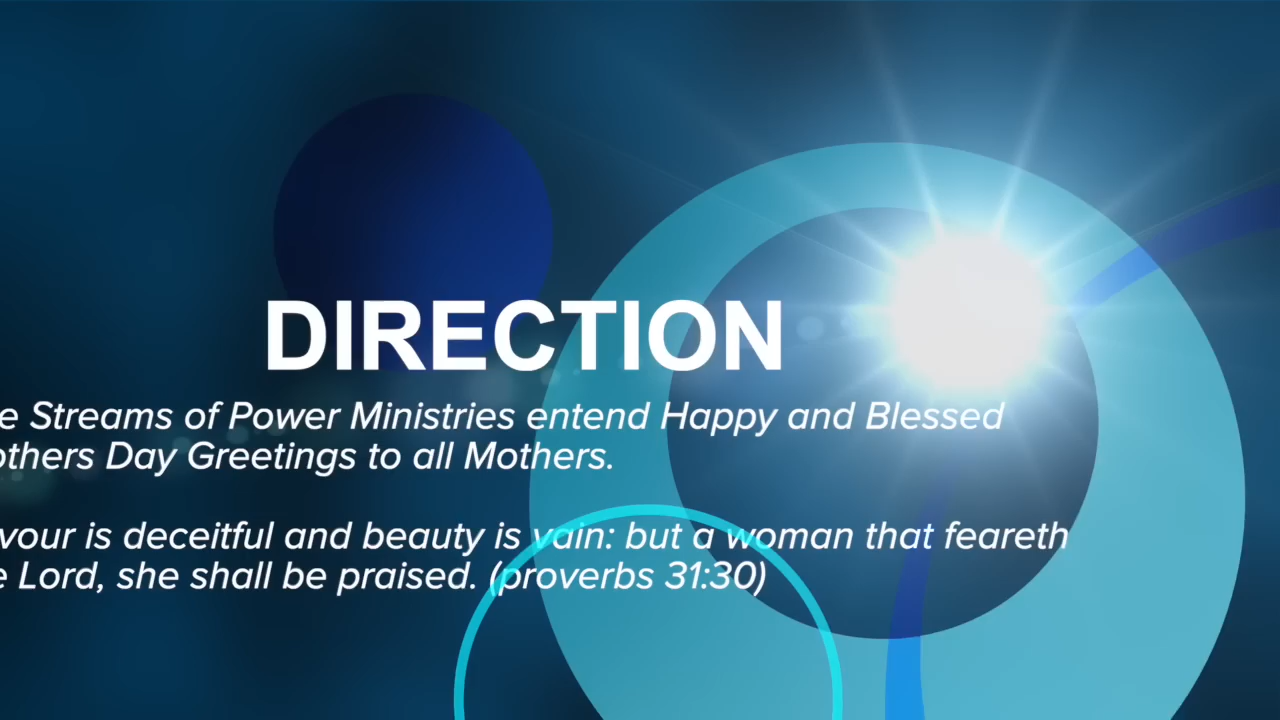 DIRECTION
e Streams of Power Ministries entend Happy and Blessed
others Day Greetings to all Mothers.
vour is deceitful and beauty is vain: but a woman that feareth
e Lord, she shall be praised. (proverbs 31:30)